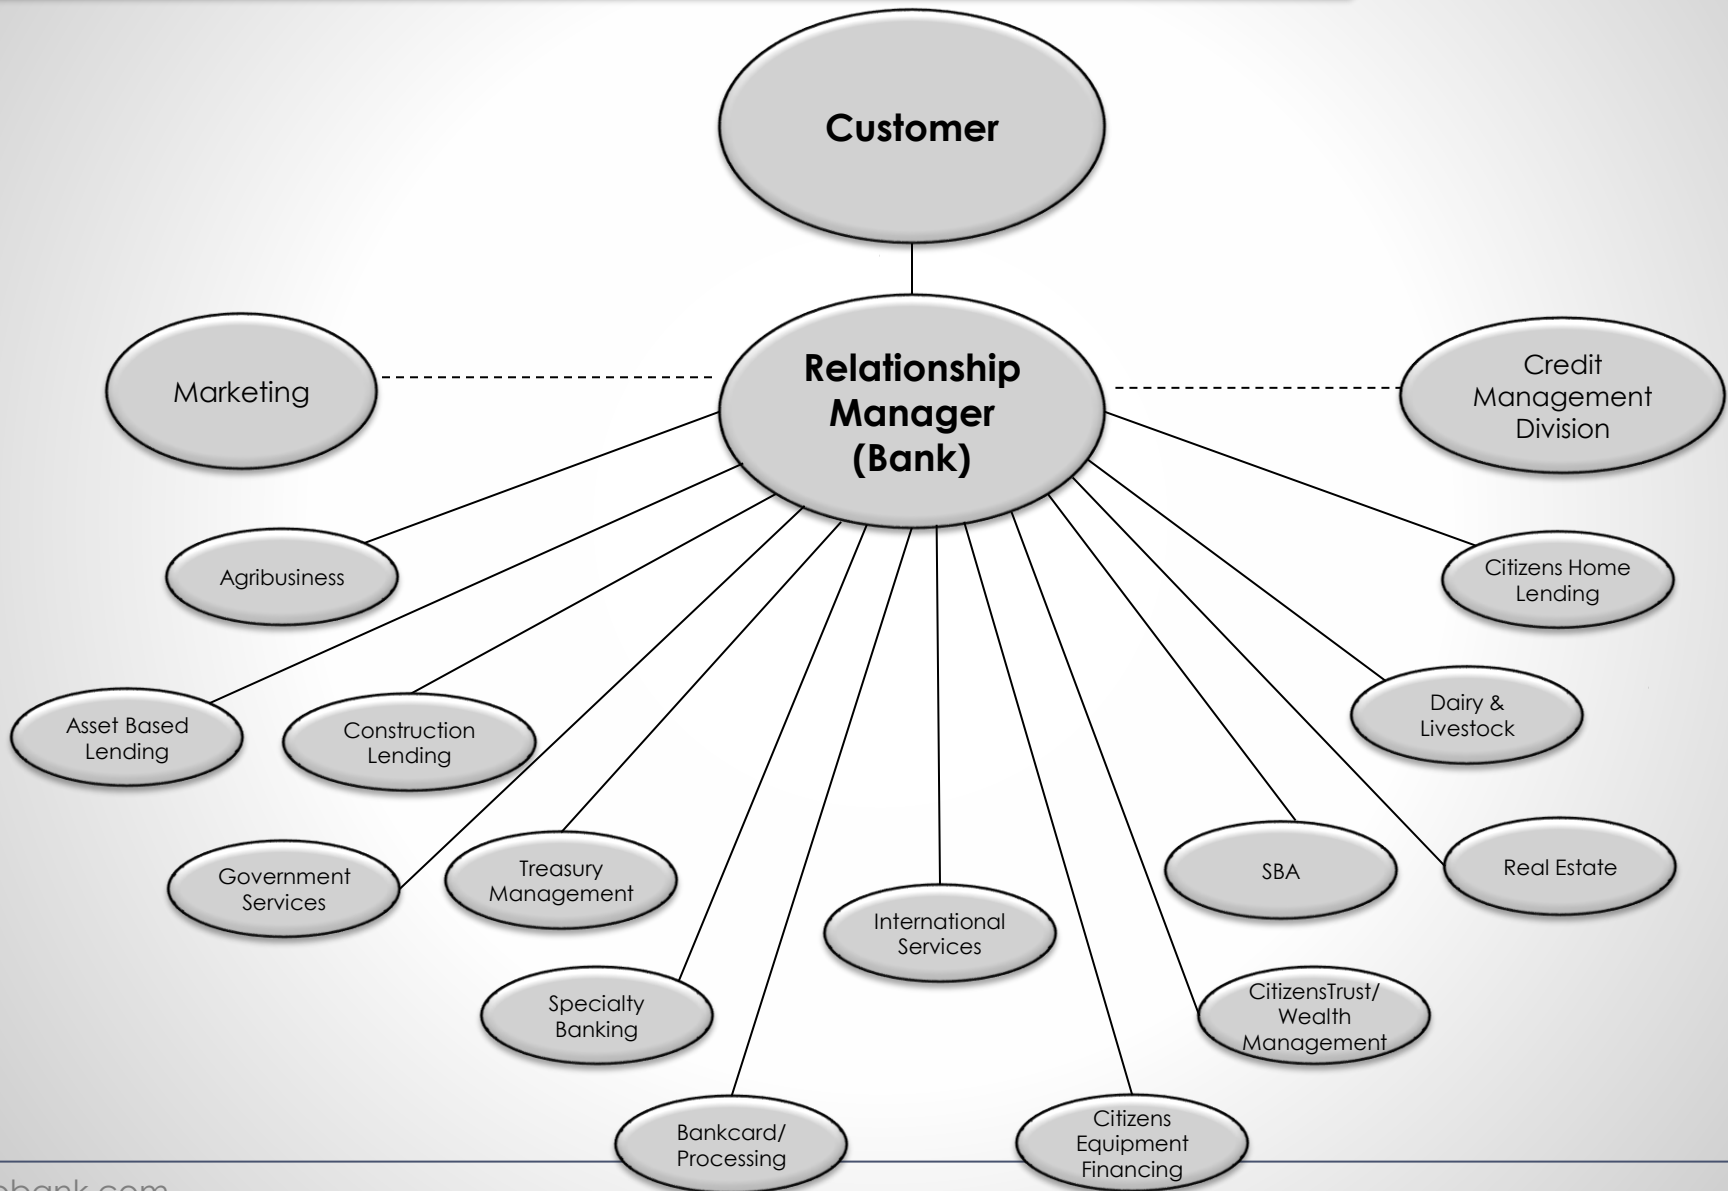 Customer
Relationship
Manager
(Bank)
Marketing
Credit
Management
Division
Agribusiness
Citizens Home
Lending
Asset Based
Lending
Construction
Lending
Dairy &
Livestock
Government
Services
Treasury
Management
International
Services
SBA
Real Estate
Specialty
Banking
CitizensTrust/
Wealth
Management
Bankcard/
Processing
Citizens
Equipment
Financing